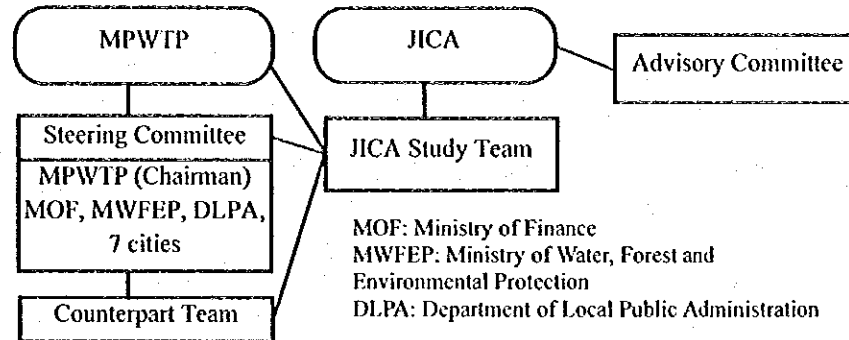 MPWTP
JICA
Advisory Committee
Steering Committee
JICA Study Team
MPWTP (Chairman)
MOF, MWFEP, DLPA,
7 cities
Counterpart Team
MOF: Ministry of Finance
MWFEP: Ministry of Water, Forest and
Environmental Protection
DLPA: Department of Local Public Administration